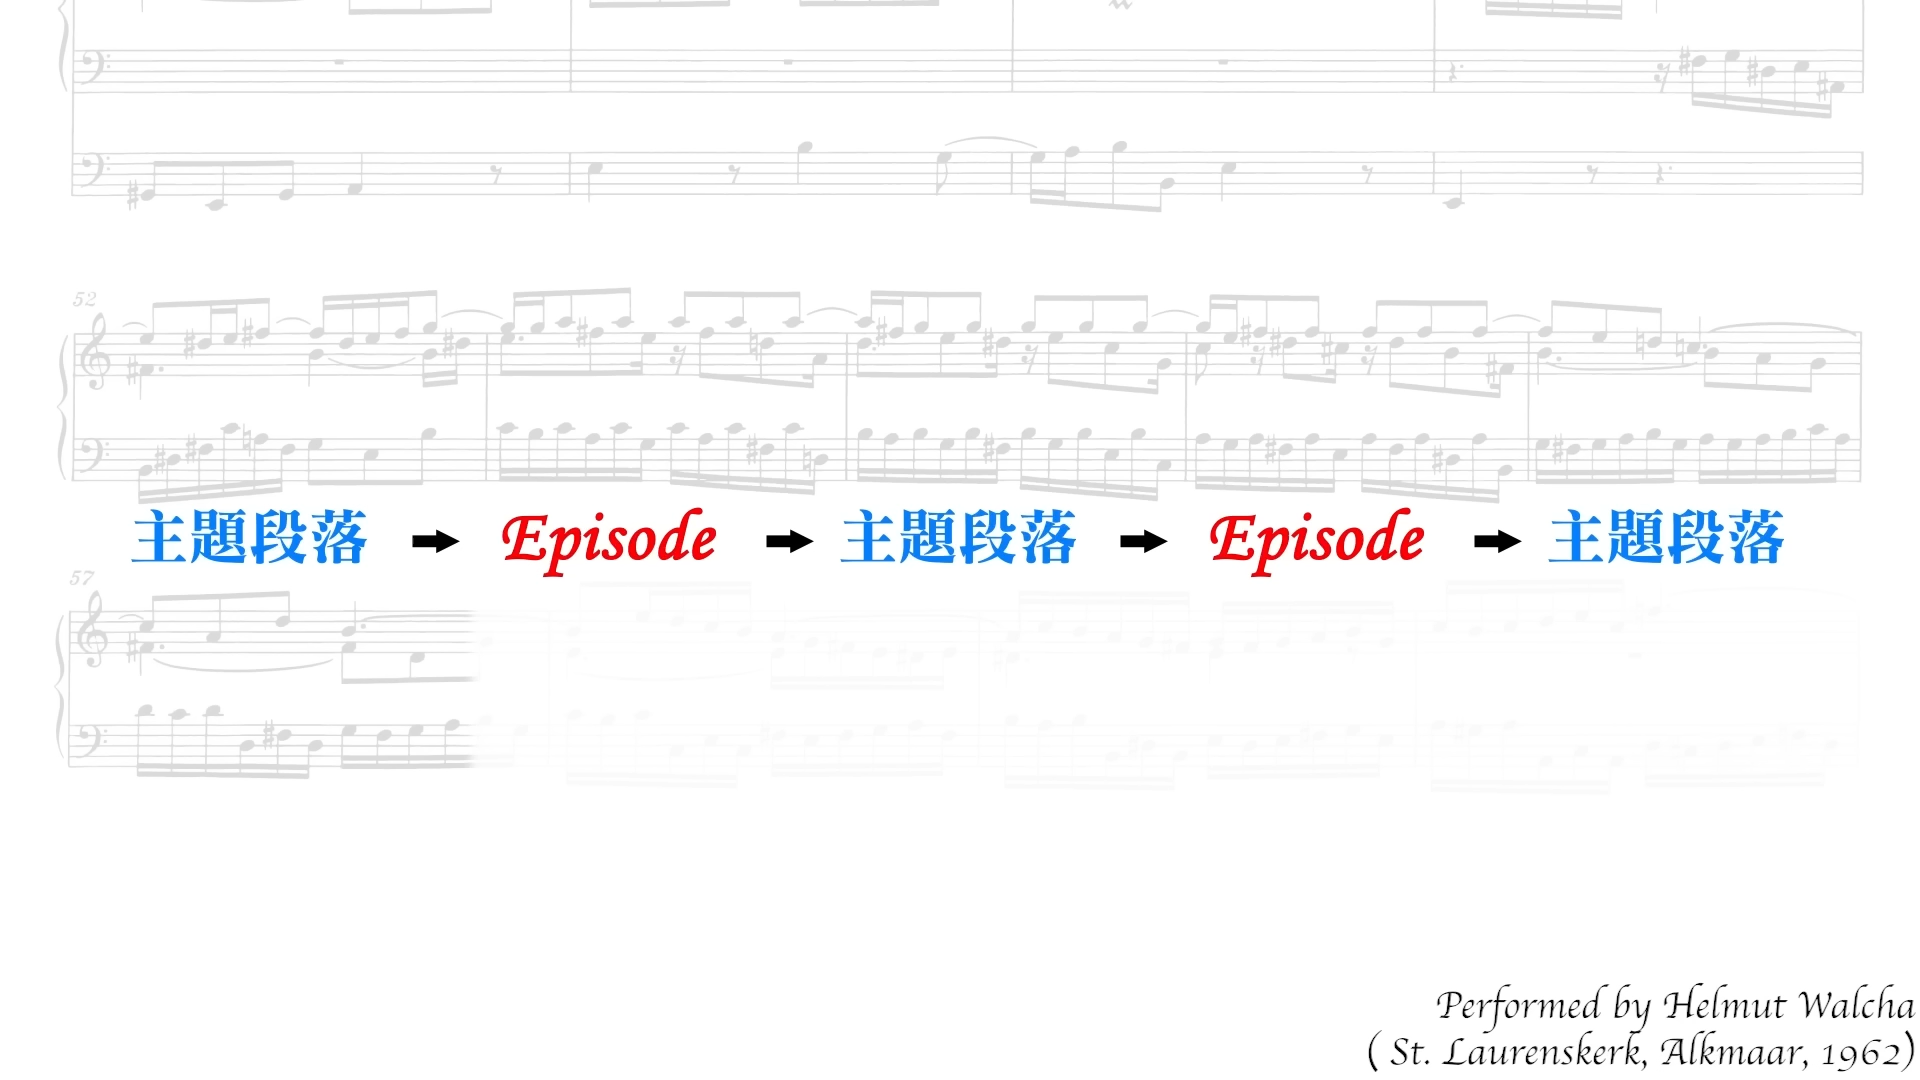 52
主題段落 ➡ Episode ➡ 主題段落 ➡ Episode ➡ 主題段落
57
Performed by Helmut Walcha
( St. Laurenskerk, Alkmaar, 1962)